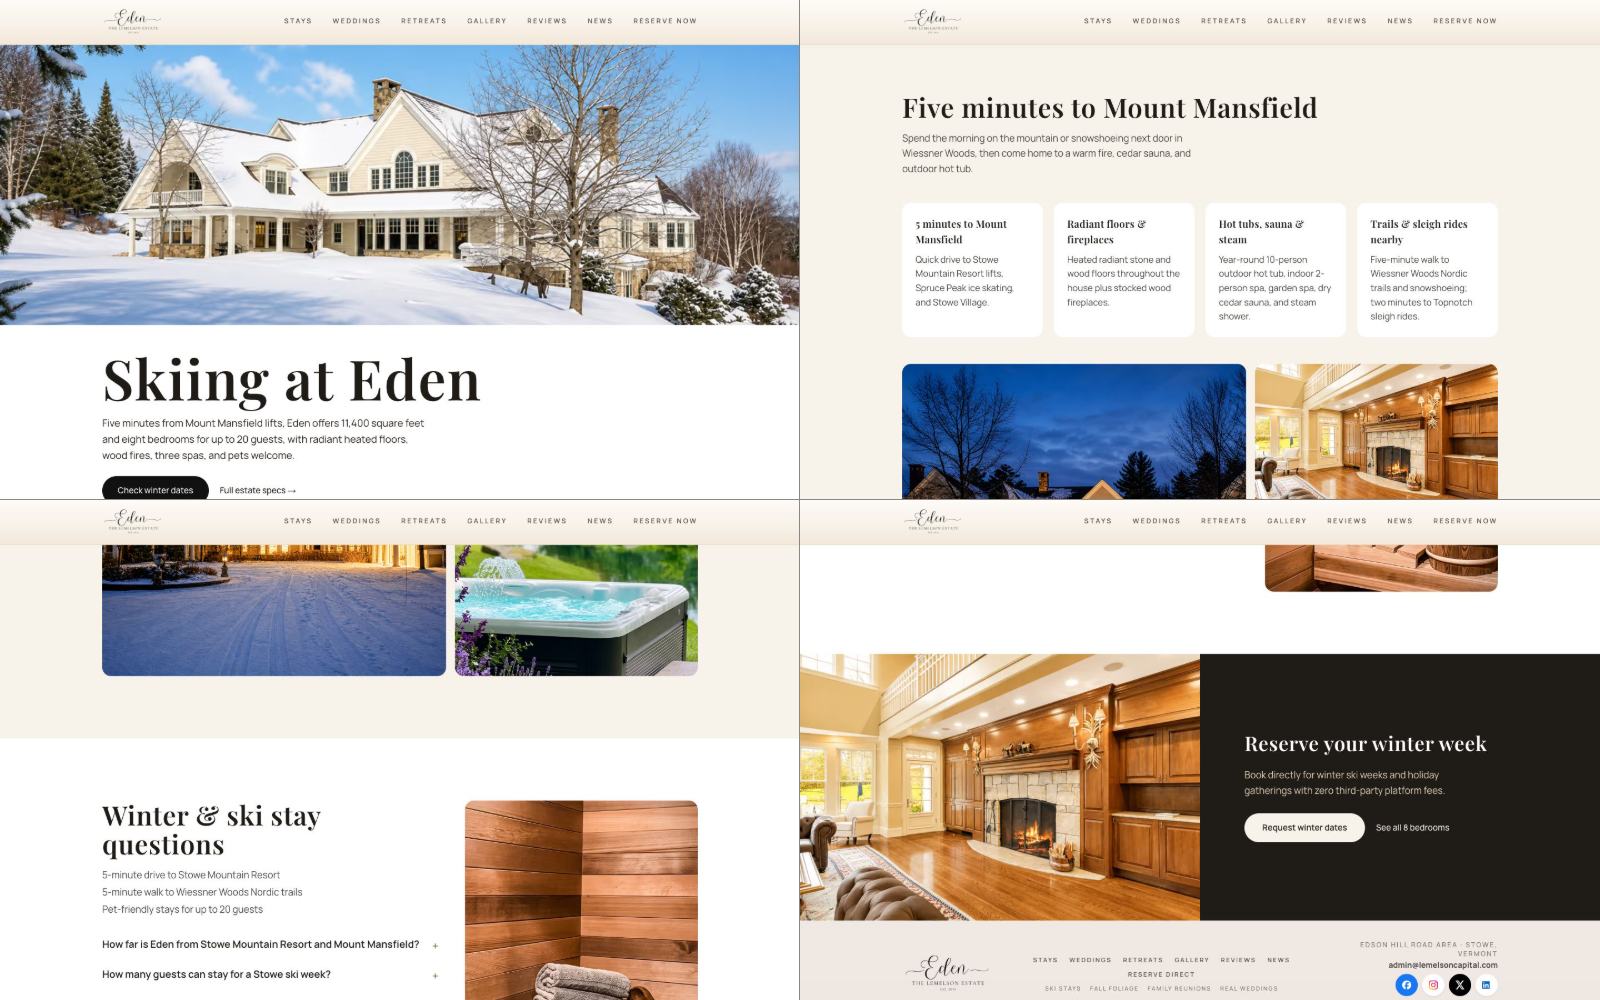 Eden
THE LEMELSON ESTATE
STAYS WEDDINGS RETREATS GALLERY REVIEWS NEWS RESERVE NOW
Skiing at Eden
Five minutes from Mount Mansfield lifts, Eden offers 11,400 square feet
and eight bedrooms for up to 20 guests, with radiant heated floors,
wood fires, three spas, and pets welcome.
Check winter dates Full estate specs →
Eden
THE LEMELSON ESTATE
STAYS WEDDINGS RETREATS GALLERY REVIEWS NEWS RESERVE NOW
Five minutes to Mount Mansfield
Spend the morning on the mountain or snowshoeing next door in
Wiessner Woods, then come home to a warm fire, cedar sauna, and
outdoor hot tub.
5 minutes to Mount
Mansfield
Quick drive to Stowe
Mountain Resort lifts,
Spruce Peak ice skating,
and Stowe Village.
Radiant floors &
fireplaces
Heated radiant stone and
wood floors throughout the
house plus stocked wood
fireplaces.
Hot tubs, sauna &
steam
Year-round 10-person
outdoor hot tub, indoor 2-
person spa, garden spa, dry
cedar sauna, and steam
shower.
Trails & sleigh rides
nearby
Five-minute walk to
Wiessner Woods Nordic
trails and snowshoeing;
two minutes to Topnotch
sleigh rides.
Eden
THE LEMELSON ESTATE
STAYS WEDDINGS RETREATS GALLERY REVIEWS NEWS RESERVE NOW
Winter & ski stay
questions
5-minute drive to Stowe Mountain Resort
5-minute walk to Wiessner Woods Nordic trails
Pet-friendly stays for up to 20 guests
How far is Eden from Stowe Mountain Resort and Mount Mansfield? +
How many guests can stay for a Stowe ski week? +
Eden
THE LEMELSON ESTATE
STAYS WEDDINGS RETREATS GALLERY REVIEWS NEWS RESERVE NOW
Reserve your winter week
Book directly for winter ski weeks and holiday
gatherings with zero third-party platform fees.
Request winter dates See all 8 bedrooms
Eden
THE LEMELSON ESTATE
STAYS WEDDINGS RETREATS GALLERY REVIEWS NEWS
RESERVE DIRECT
SKI STAYS FALL FOLIAGE FAMILY REUNIONS REAL WEDDINGS
EDSON HILL ROAD AREA · STOWE,
VERMONT
admin@lemelsoncapital.com